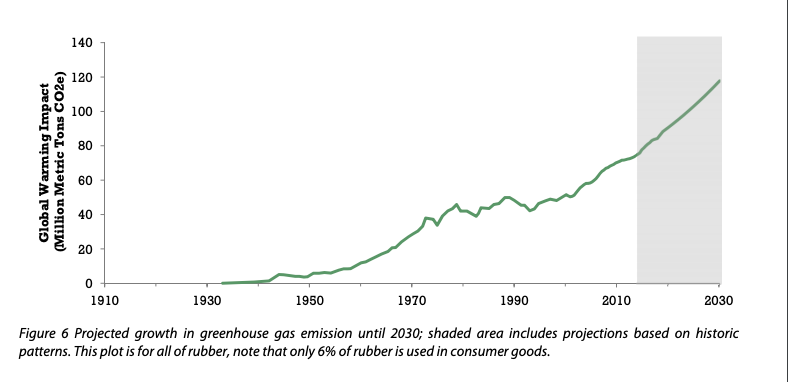 140
120
100
80
60
40
20
0
Global Warming Impact
(Million Metric Tons CO2e)
1910 1930 1950 1970 1990 2010 2030
Figure 6 Projected growth in greenhouse gas emission until 2030; shaded area includes projections based on historic
patterns. This plot is for all of rubber, note that only 6% of rubber is used in consumer goods.